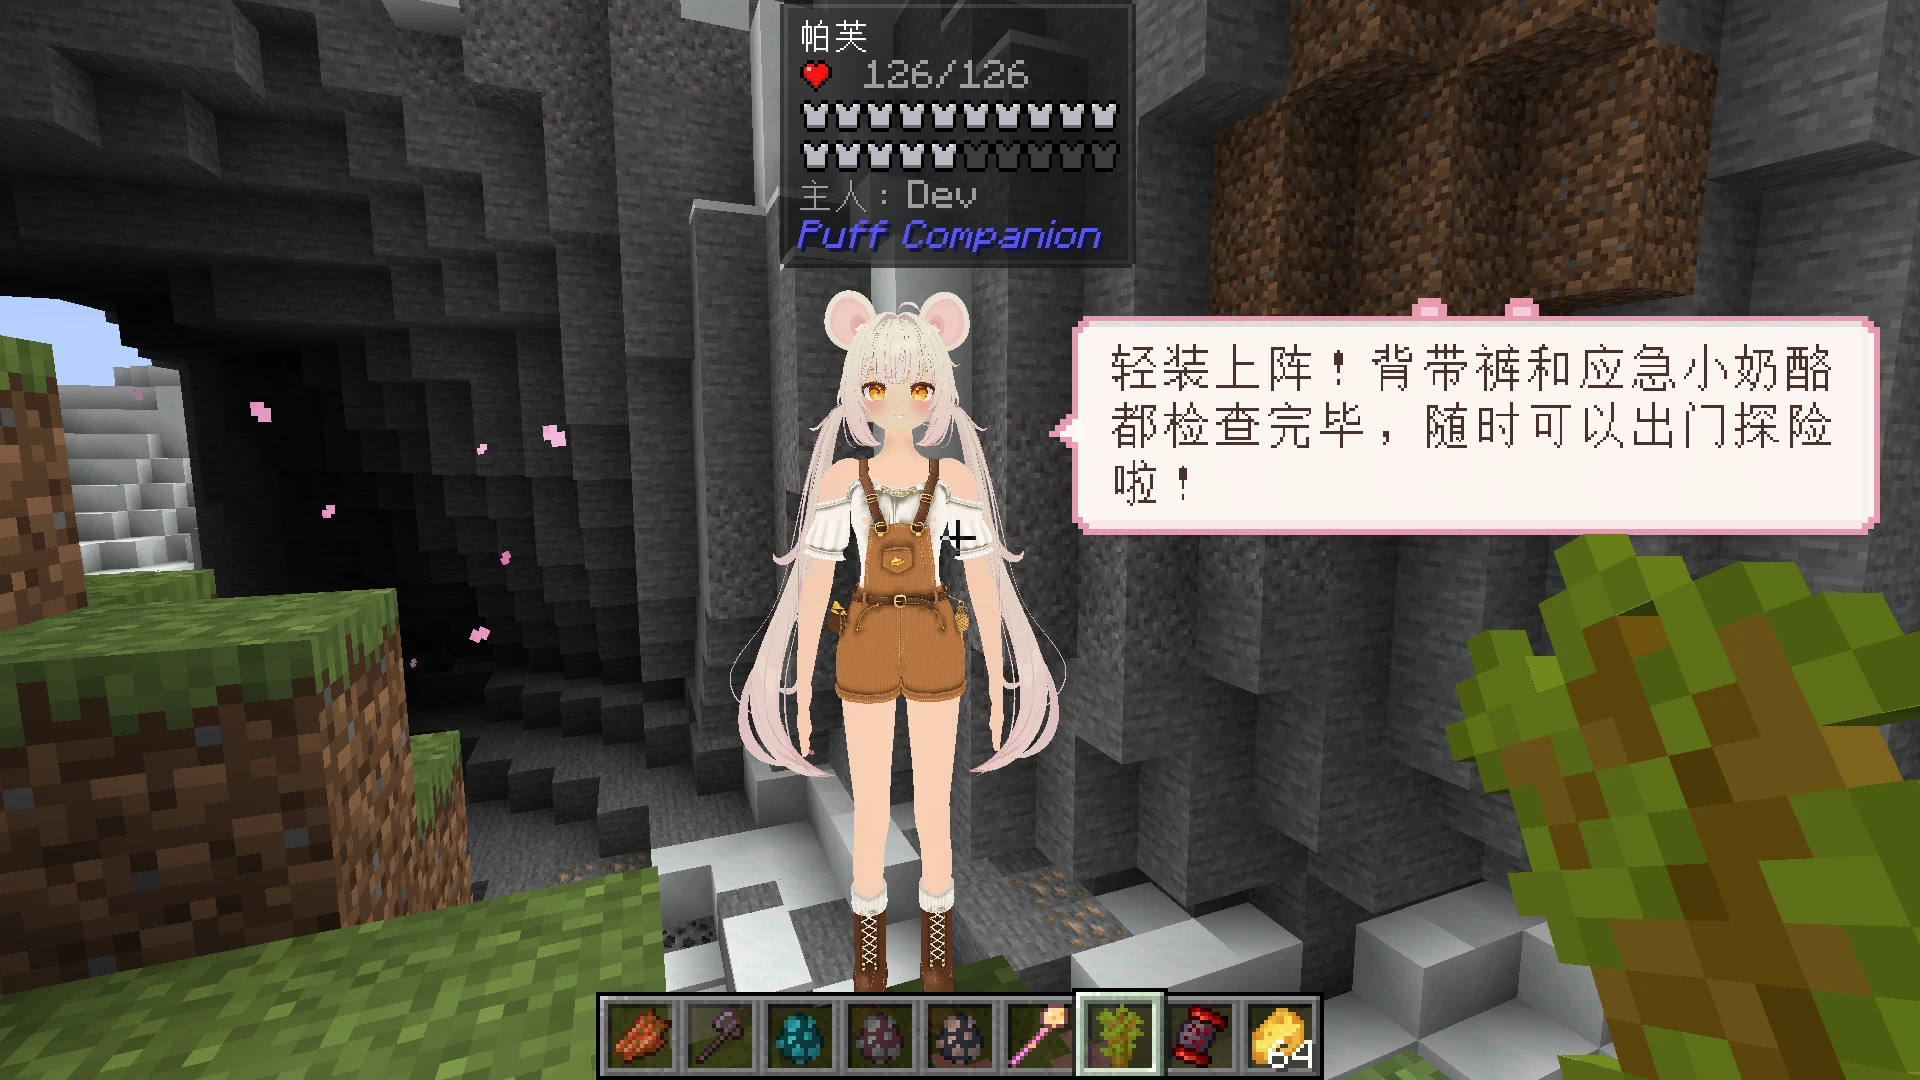 帕芙
126/126
主人：Dev
Puff Companion
轻装上阵！背带裤和应急小奶酪
都检查完毕，随时可以出门探险
啦！
64